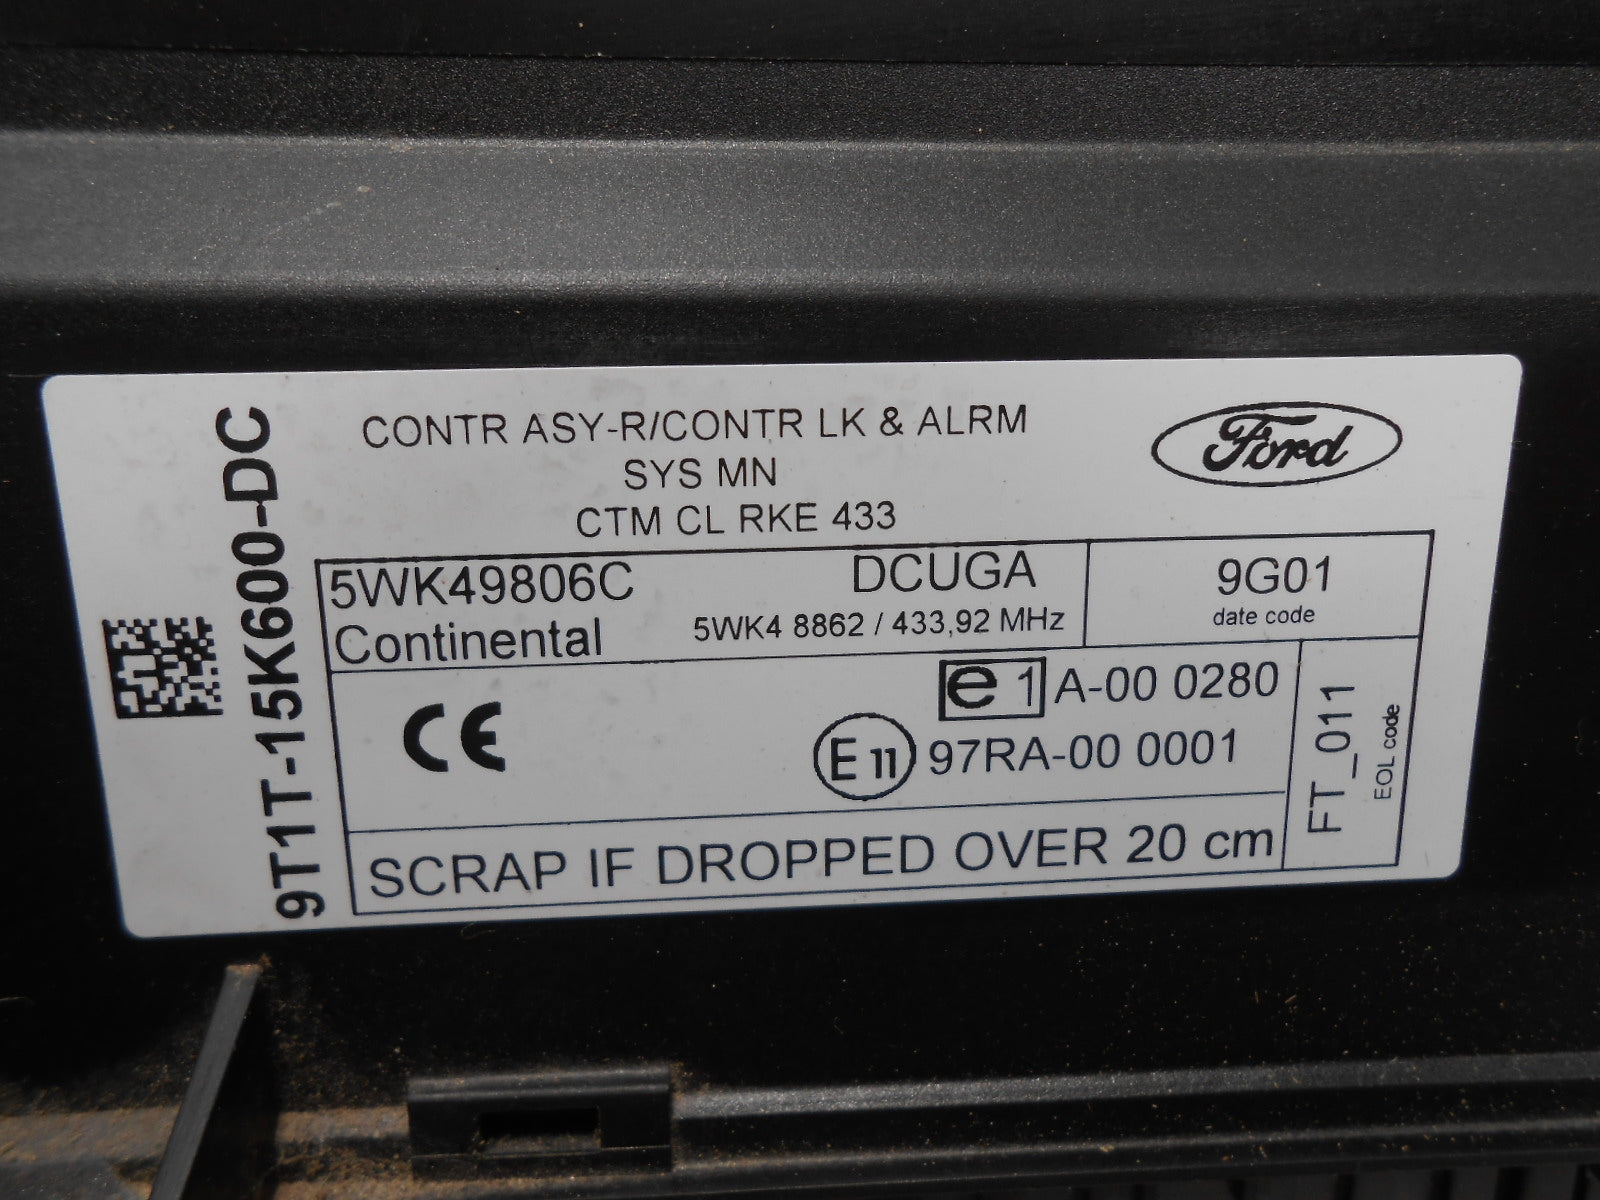 CONTR ASY-R/CONTR LK & ALRM
SYS MN
CTM CL RKE 433
Ford
9T1T-15K600-DC
5WK49806C
Continental
DCUGA
5WK4 8862 / 433,92 MHz
9G01
date code
CE
e 1 A-00 0280
E 11 97RA-00 0001
FT_011
EOL code
SCRAP IF DROPPED OVER 20 cm